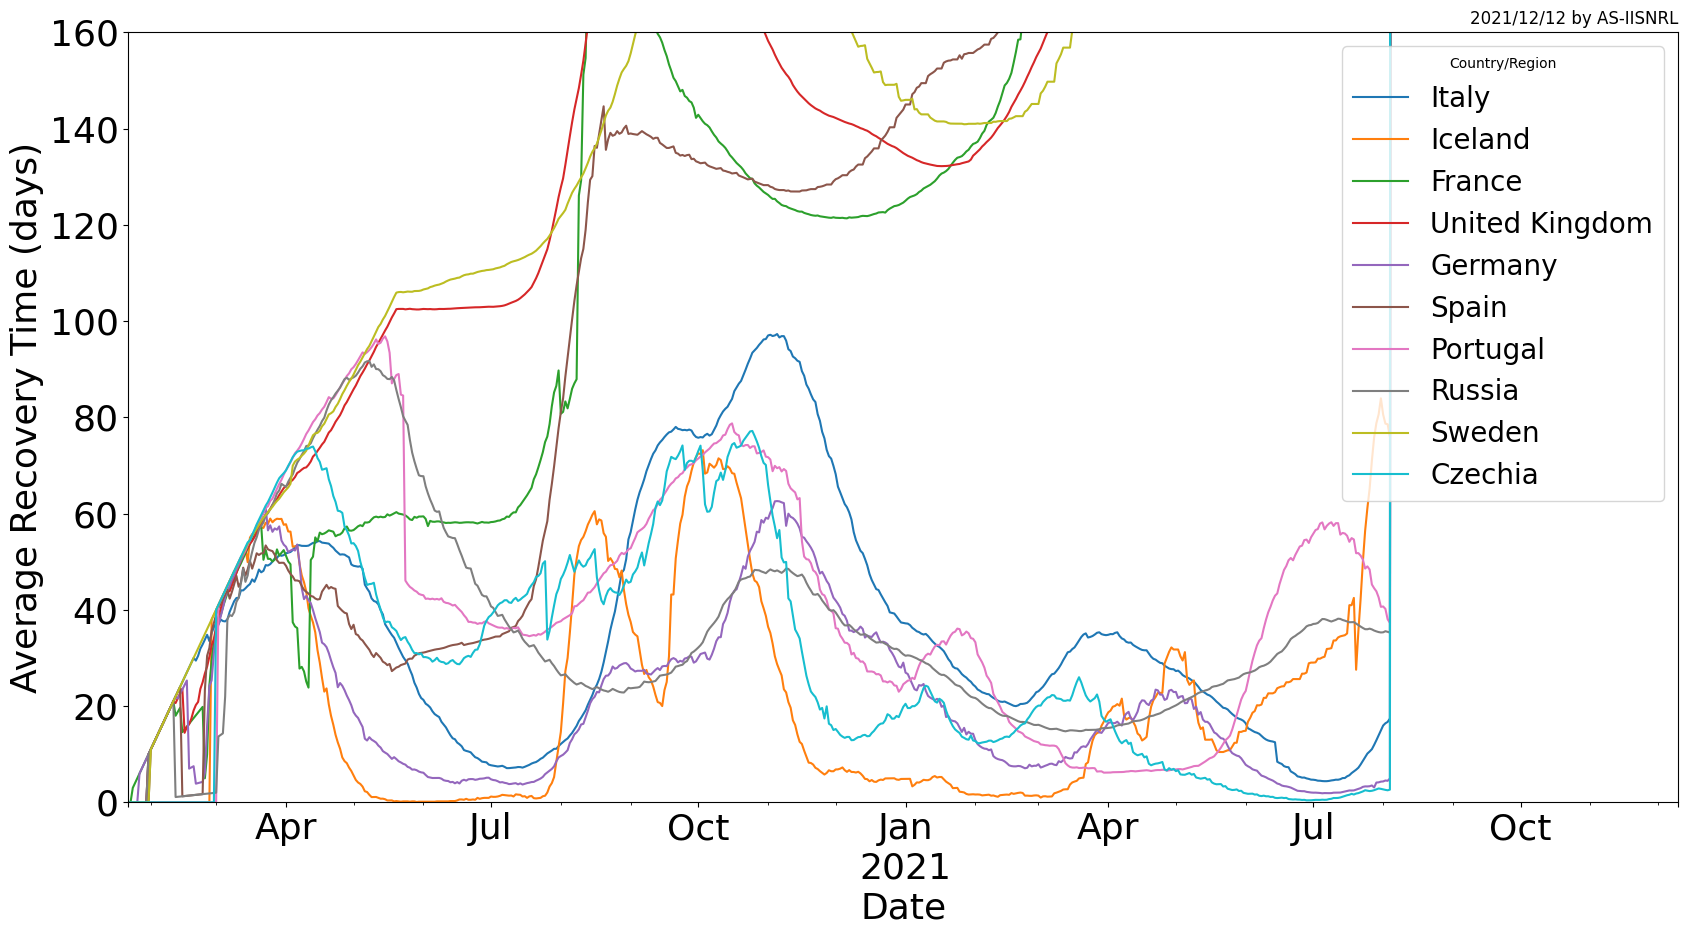 2021/12/12 by AS-IISNRL
160
140
120
100
80
60
40
20
0
Average Recovery Time (days)
Country/Region
Italy
Iceland
France
United Kingdom
Germany
Spain
Portugal
Russia
Sweden
Czechia
Apr Jul Oct Jan Apr Jul Oct
2021
Date